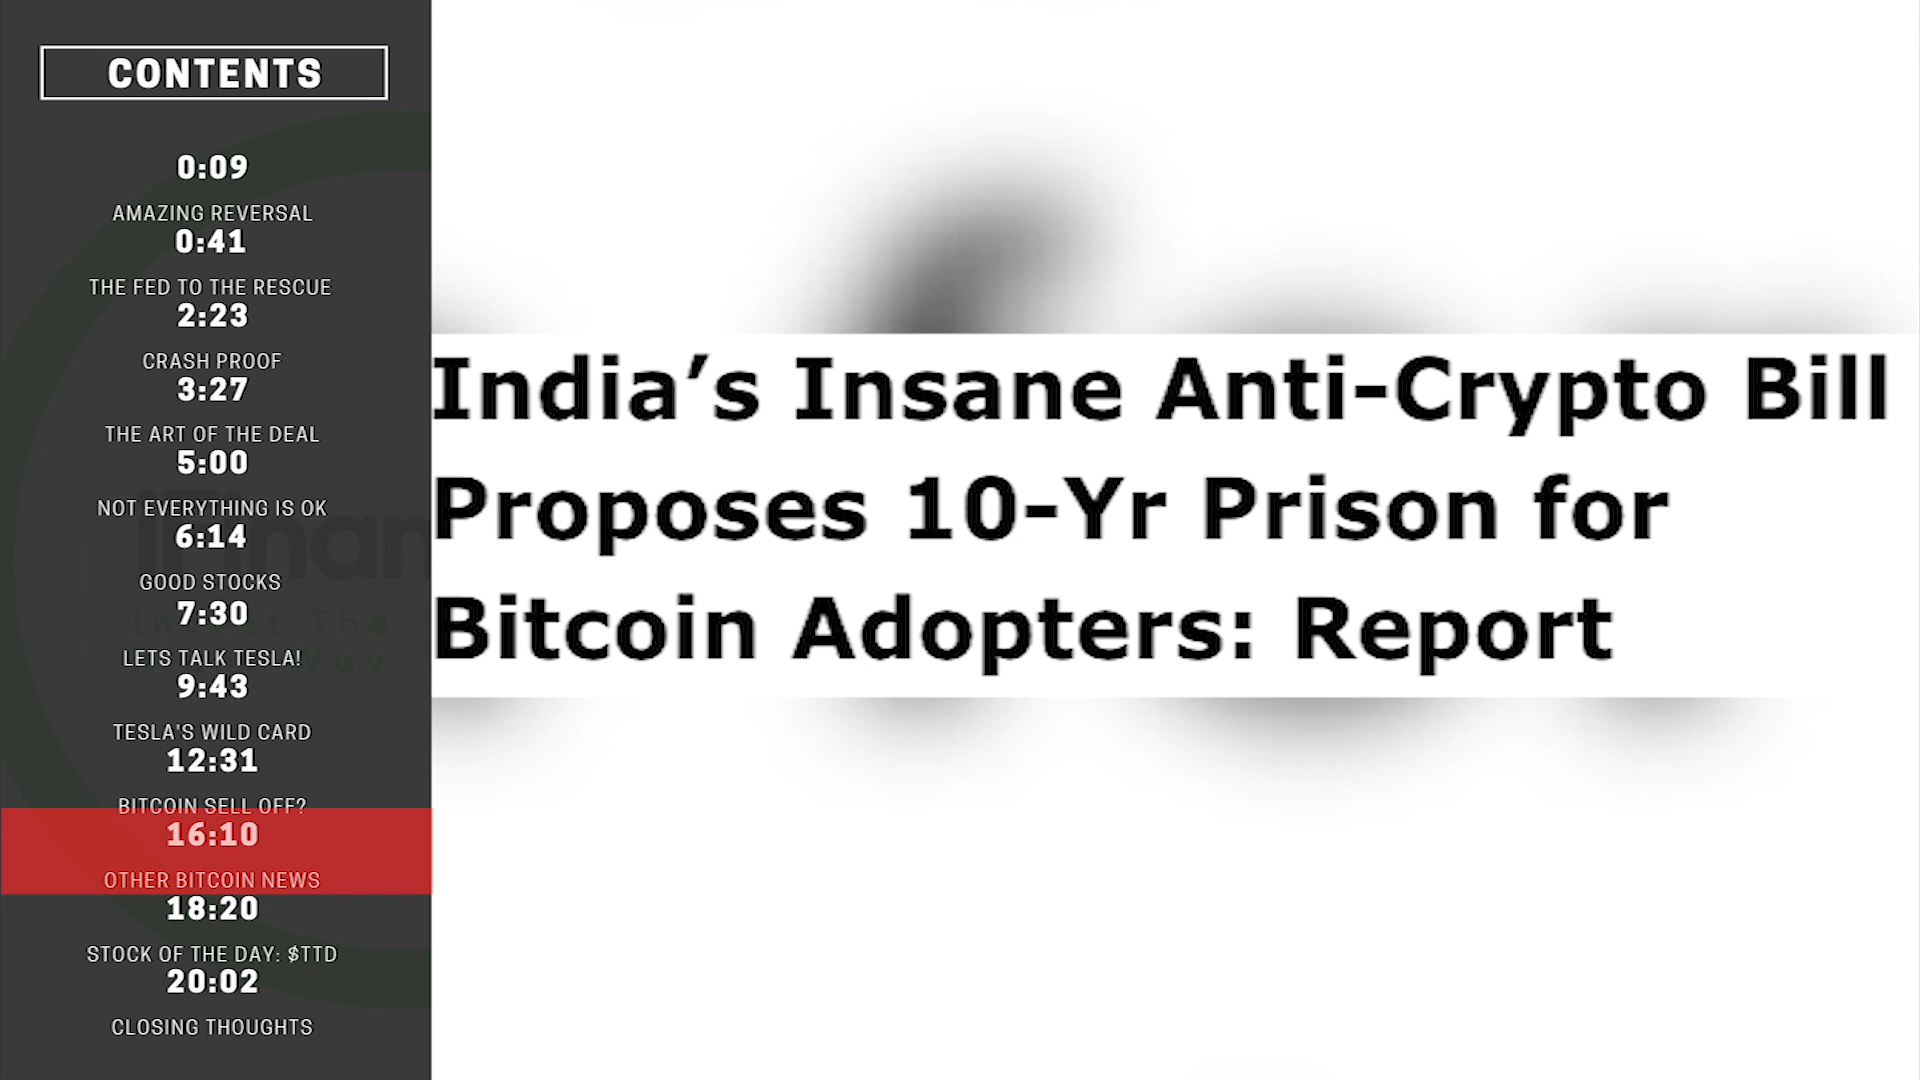 CONTENTS
0:09
AMAZING REVERSAL
0:41
THE FED TO THE RESCUE
2:23
CRASH PROOF
3:27
THE ART OF THE DEAL
5:00
NOT EVERYTHING IS OK
6:14
GOOD STOCKS
7:30
LETS TALK TESLA!
9:43
TESLA'S WILD CARD
12:31
BITCOIN SELL OFF?
16:10
OTHER BITCOIN NEWS
18:20
STOCK OF THE DAY: $TTD
20:02
CLOSING THOUGHTS
India’s Insane Anti-Crypto Bill
Proposes 10-Yr Prison for
Bitcoin Adopters: Report